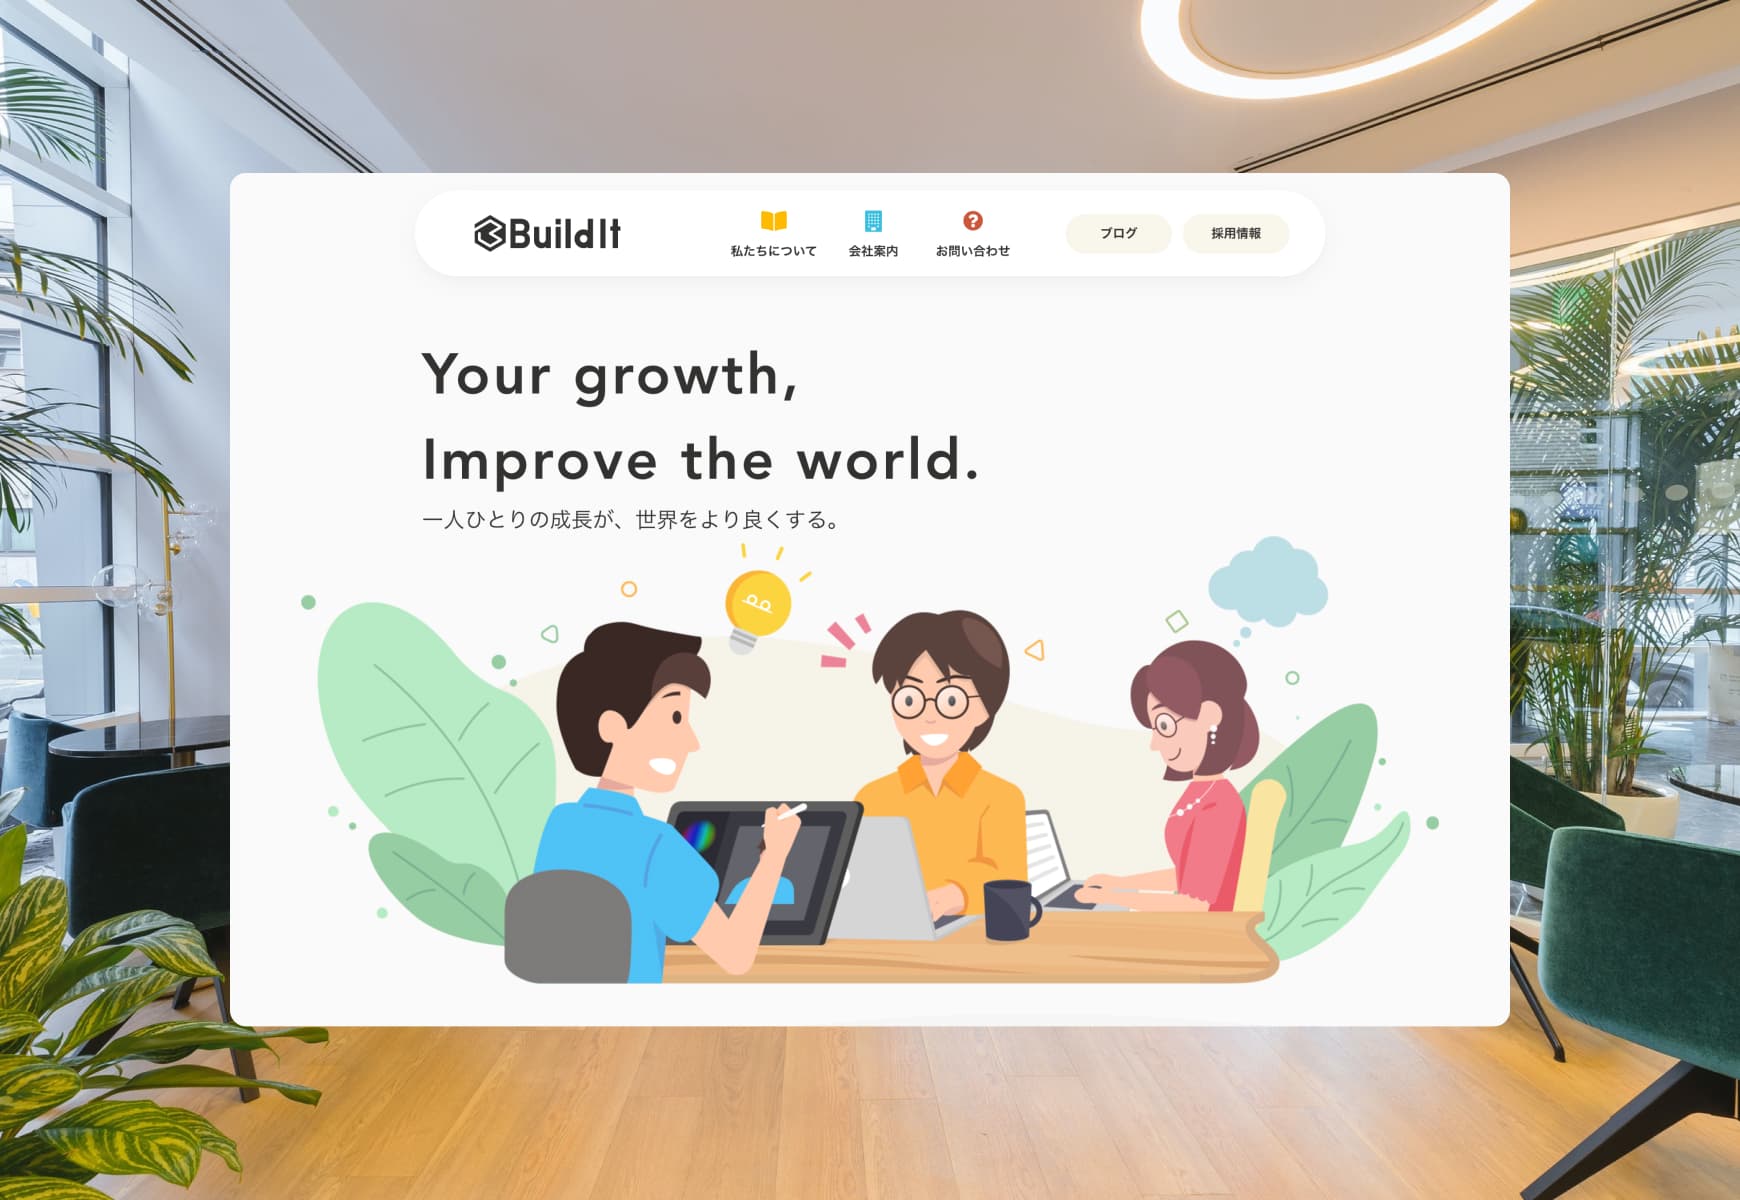 BuildIt
私たちについて
会社案内
お問い合わせ
ブログ
採用情報
Your growth,
Improve the world.
一人ひとりの成長が、世界をより良くする。